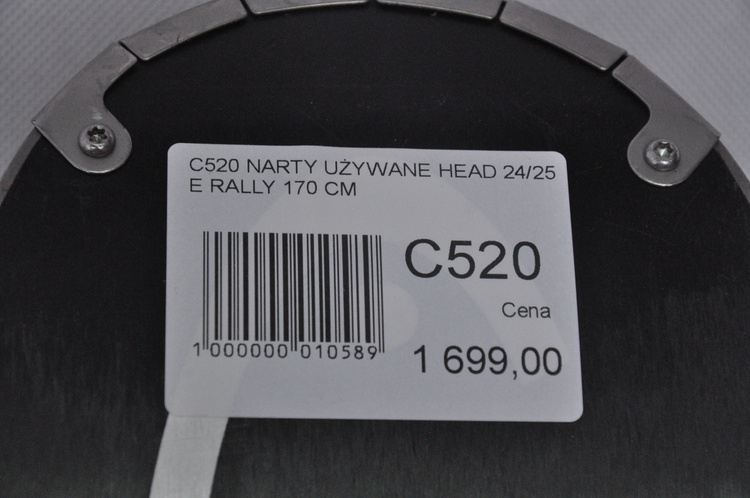 C520 NARTY UŻYWANE HEAD 24/25
E RALLY 170 CM
C520
Cena
1 000000 010589
1 699,00